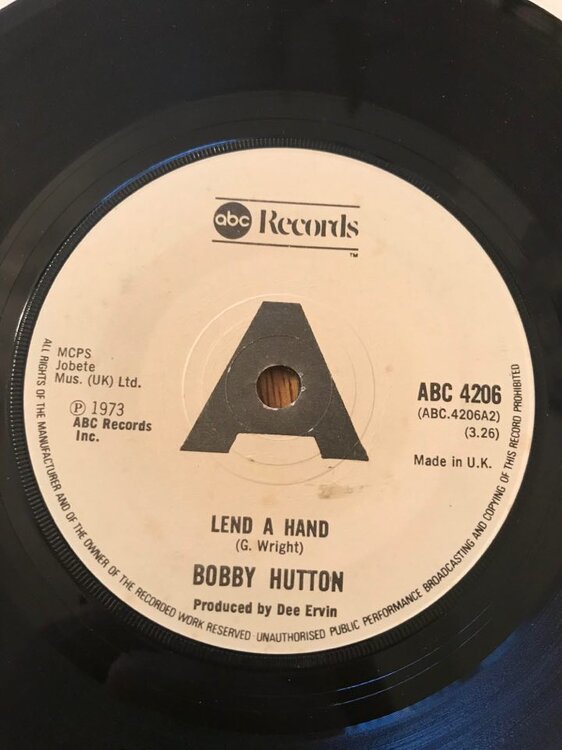 abc Records
TM
MCPS
Jobete
Mus. (UK) Ltd.
Ⓟ 1973
ABC Records
Inc.
A
ABC 4206
(ABC.4206A2)
(3.26)
Made in U.K.
LEND A HAND
(G. Wright)
BOBBY HUTTON
Produced by Dee Ervin
ALL RIGHTS OF THE MANUFACTURER AND OF THE OWNER OF THE RECORDED WORK RESERVED · UNAUTHORISED PUBLIC PERFORMANCE BROADCASTING AND COPYING OF THIS RECORD PROHIBITED